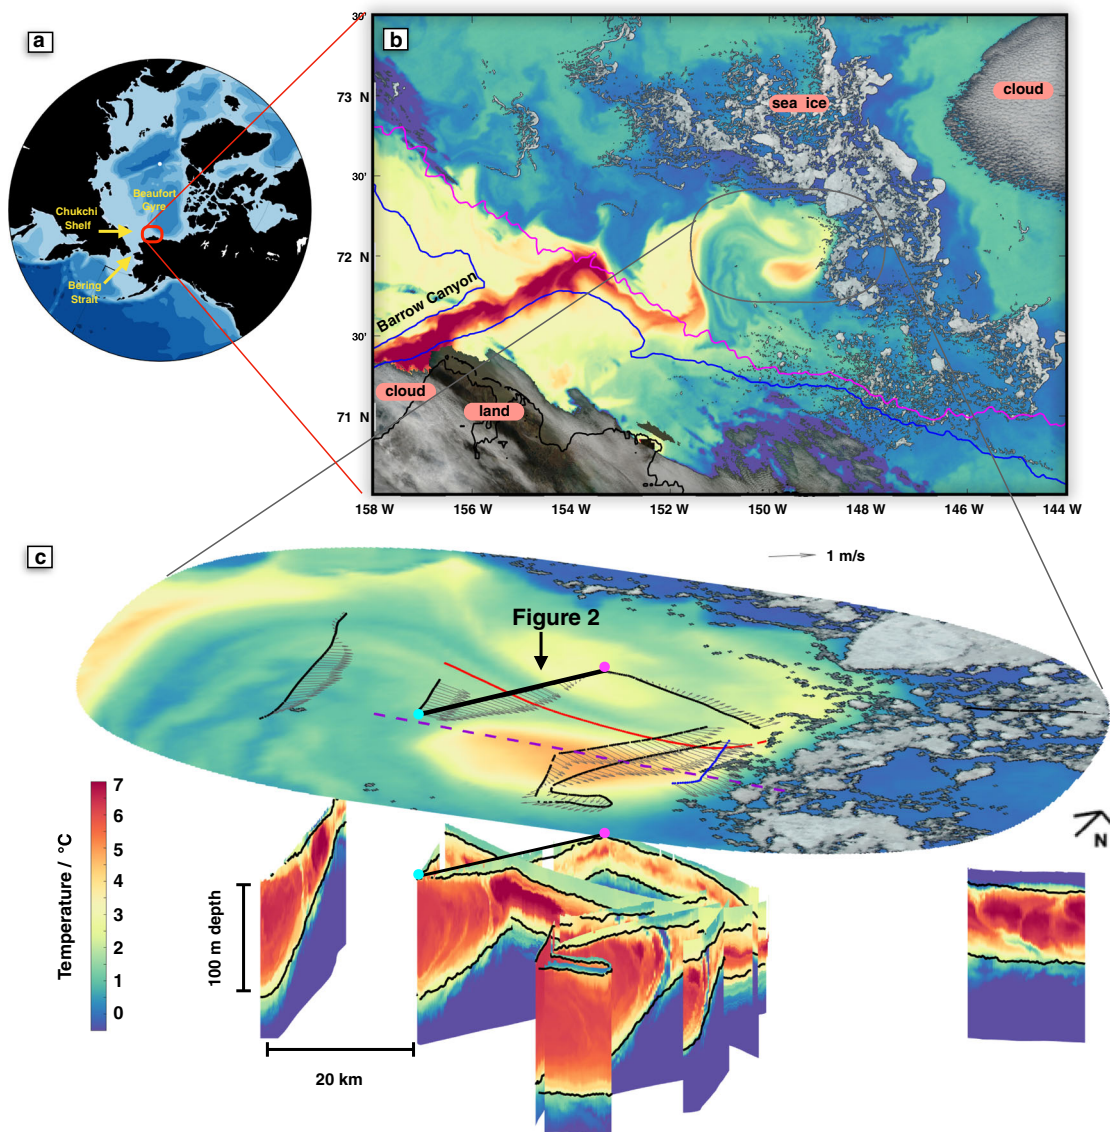 a
Beaufort
Gyre
Chukchi
Shelf
Bering
Strait
b
30'
73 N
30'
72 N
30'
71 N
cloud
sea ice
Barrow Canyon
cloud
land
158 W
156 W
154 W
152 W
150 W
148 W
146 W
144 W
c
1 m/s
Figure 2
N
Temperature / °C
7
6
5
4
3
2
1
0
100 m depth
20 km